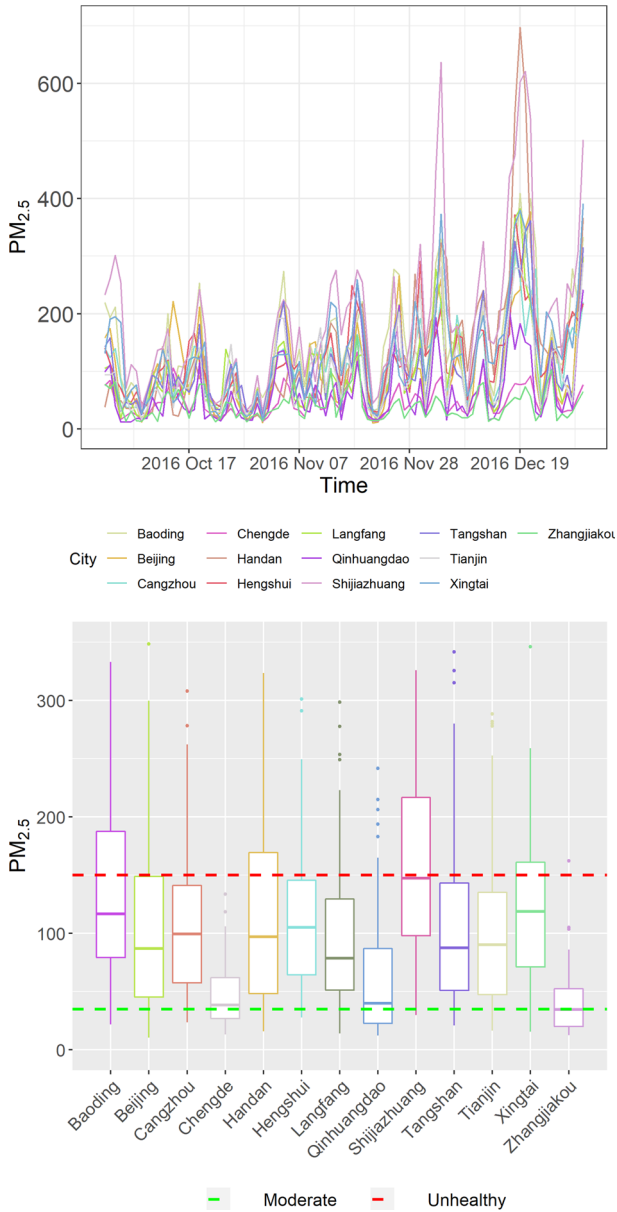 600
400
200
0
PM2.5
2016 Oct 17 2016 Nov 07 2016 Nov 28 2016 Dec 19
Time
City
Baoding Chengde Langfang Tangshan Zhangjiakou
Beijing Handan Qinhuangdao Tianjin
Cangzhou Hengshui Shijiazhuang Xingtai
300
200
100
0
PM2.5
Baoding Beijing Cangzhou Chengde Handan Hengshui Langfang Qinhuangdao Shijiazhuang Tangshan Tianjin Xingtai Zhangjiakou
Moderate Unhealthy